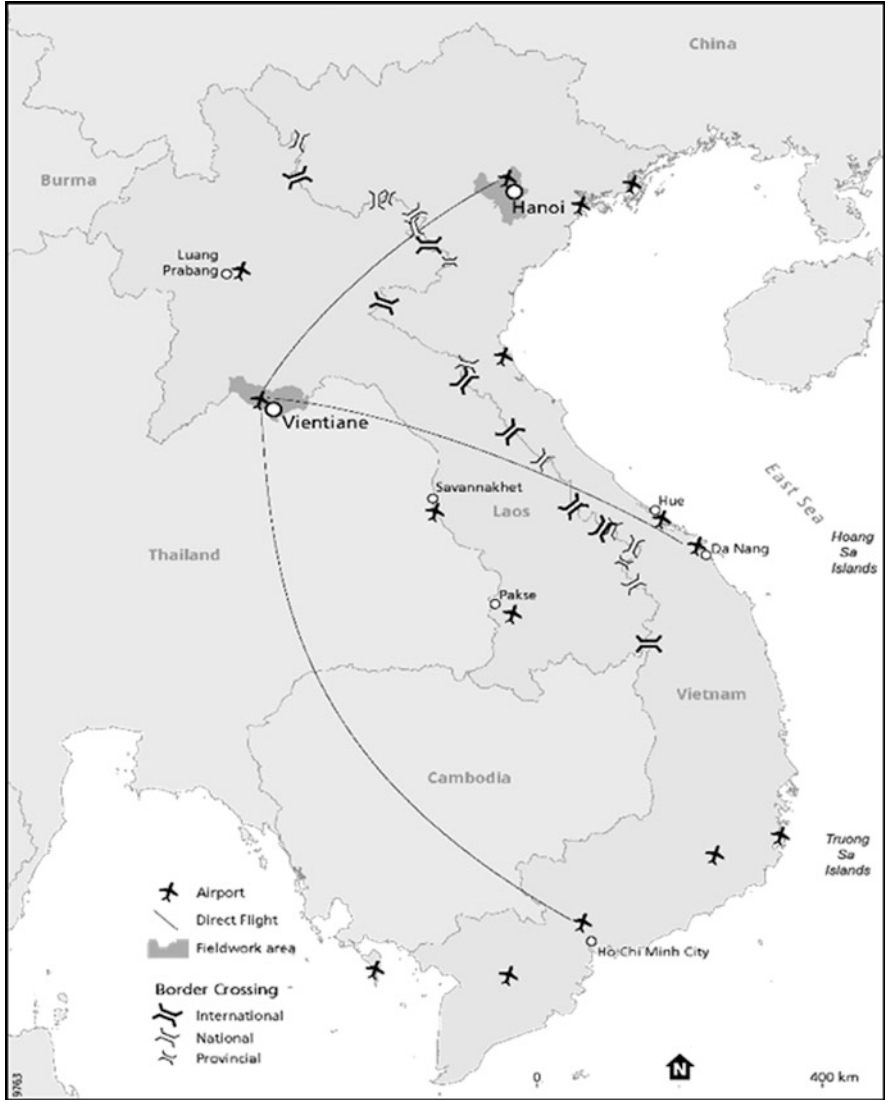 China
Burma
Hanoi
Luang
Prabang
Vientiane
Savannakhet
Laos
Hue
East Sea
Da Nang
Hoang
Sa
Islands
Thailand
Pakse
Vietnam
Cambodia
Truong
Sa
Islands
Airport
Direct Flight
Fieldwork area
Ho Chi Minh City
Border Crossing
International
National
Provincial
N
0
400 km
9763